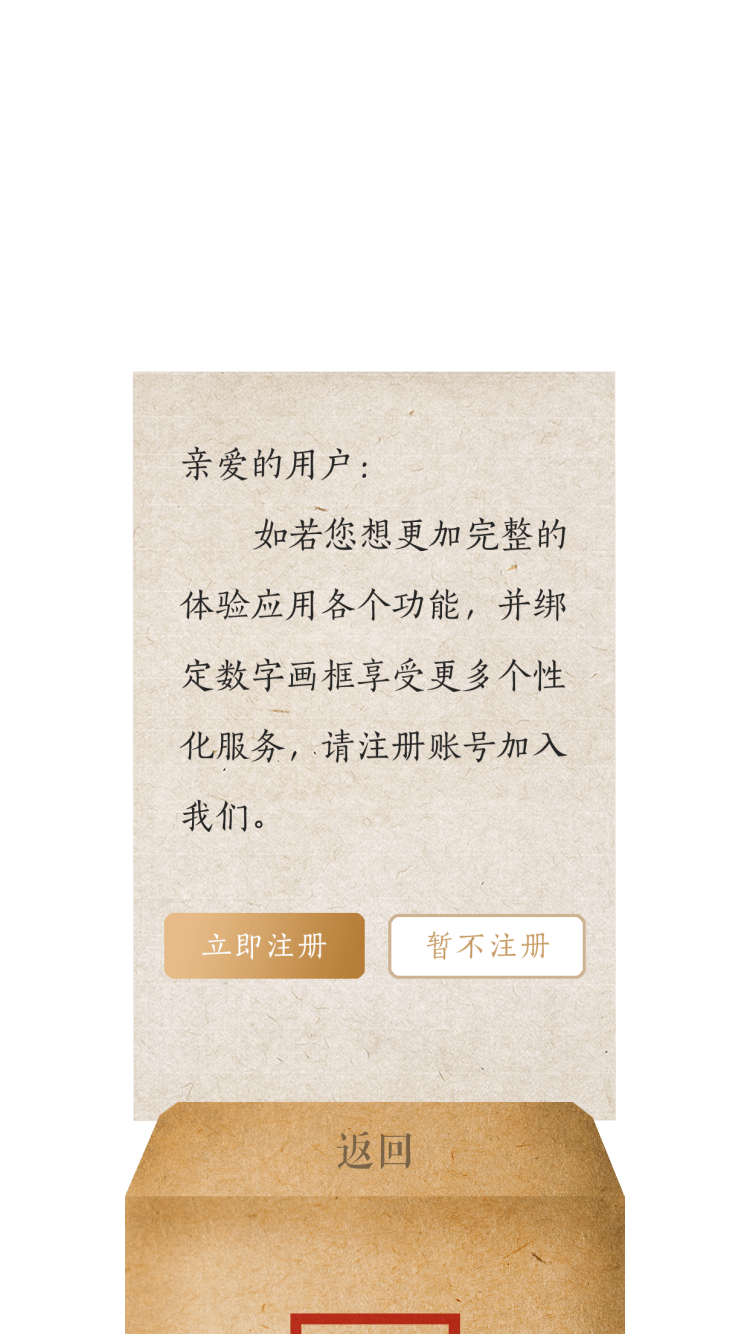 亲爱的用户：
如若您想更加完整的
体验应用各个功能，并绑
定数字画框享受更多个性
化服务，请注册账号加入
我们。
立即注册
暂不注册
返回